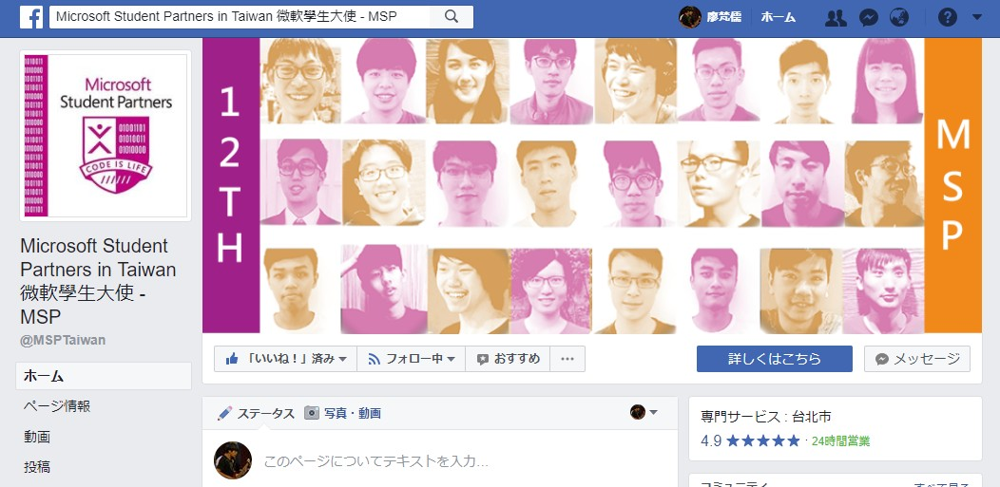 Microsoft Student Partners in Taiwan 微軟學生大使 - MSP
廖梵儒
ホーム
Microsoft
Student Partners
01001101
01010011
01010000
CODE IS LIFE
12TH
MSP
Microsoft Student
Partners in Taiwan
微軟學生大使 -
MSP
@MSPTaiwan
「いいね！」済み
フォロー中
おすすめ
詳しくはこちら
メッセージ
ホーム
ページ情報
動画
投稿
ステータス
写真・動画
このページについてテキストを入力...
専門サービス : 台北市
4.9 ★★★★★ · 24時間営業
コミュニティ
すべて見る